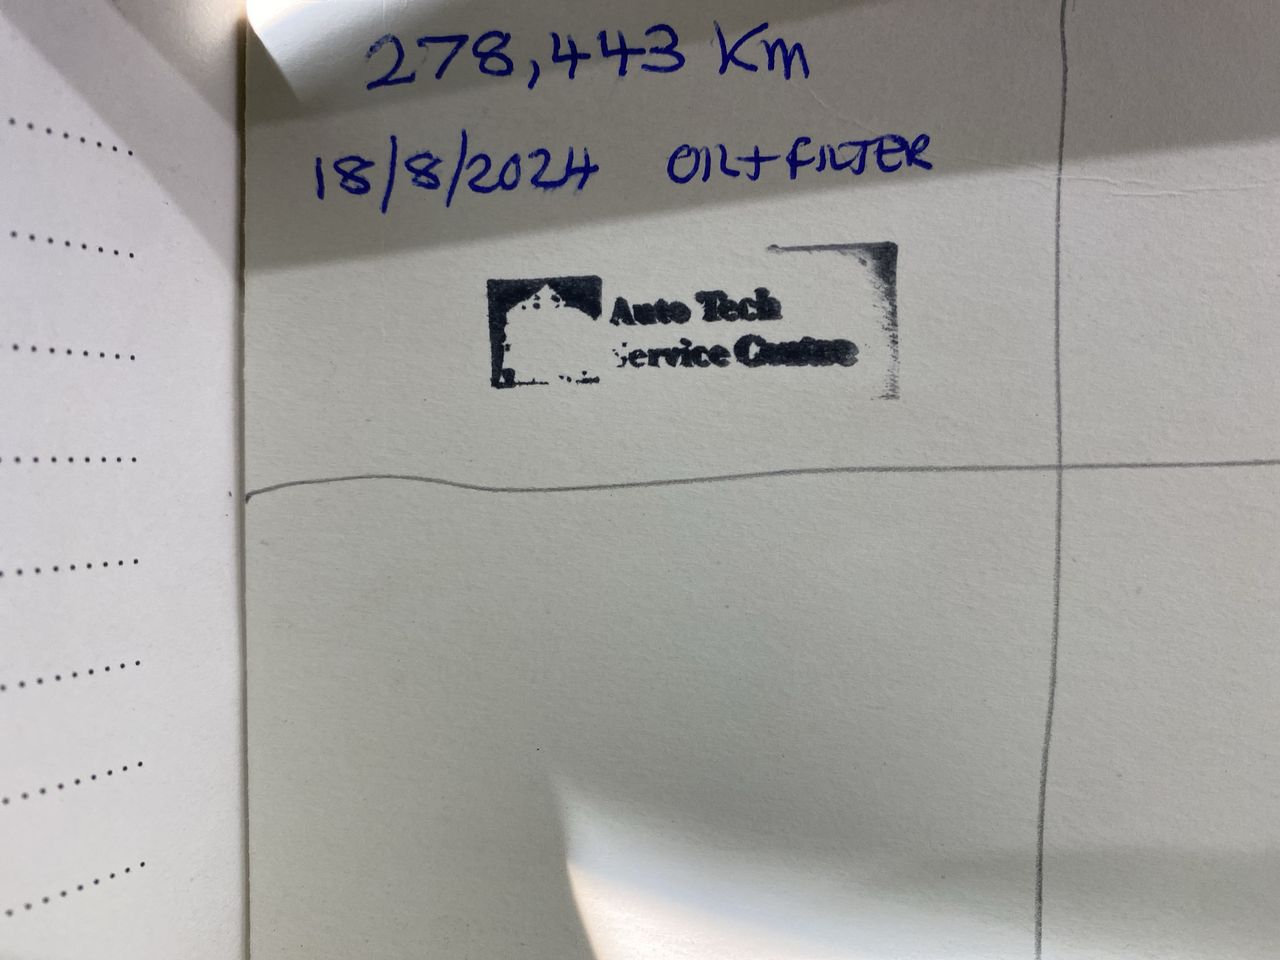 278,443 Km
18/8/2024 OIL+FILTER
Auto Tech
Service Centre